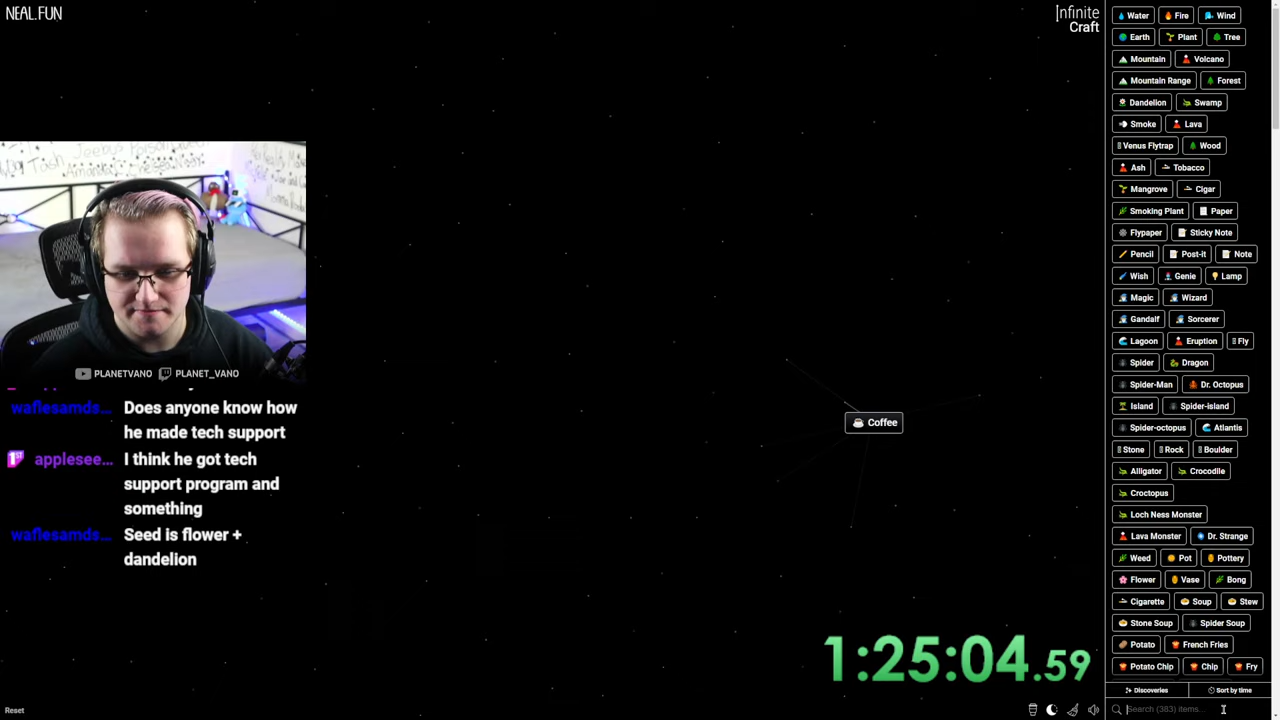 NEAL.FUN
Infinite
Craft
PLANETVANO PLANET_VANO
waflesamds... Does anyone know how
he made tech support
applesee... I think he got tech
support program and
something
waflesamds... Seed is flower +
dandelion
Coffee
1:25:04.59
Reset
Water Fire Wind
Earth Plant Tree
Mountain Volcano
Mountain Range Forest
Dandelion Swamp
Smoke Lava
Venus Flytrap Wood
Ash Tobacco
Mangrove Cigar
Smoking Plant Paper
Flypaper Sticky Note
Pencil Post-it Note
Wish Genie Lamp
Magic Wizard
Gandalf Sorcerer
Lagoon Eruption Fly
Spider Dragon
Spider-Man Dr. Octopus
Island Spider-island
Spider-octopus Atlantis
Stone Rock Boulder
Alligator Crocodile
Croctopus
Loch Ness Monster
Lava Monster Dr. Strange
Weed Pot Pottery
Flower Vase Bong
Cigarette Soup Stew
Stone Soup Spider Soup
Potato French Fries
Potato Chip Chip Fry
Discoveries Sort by time
Search (383) items...